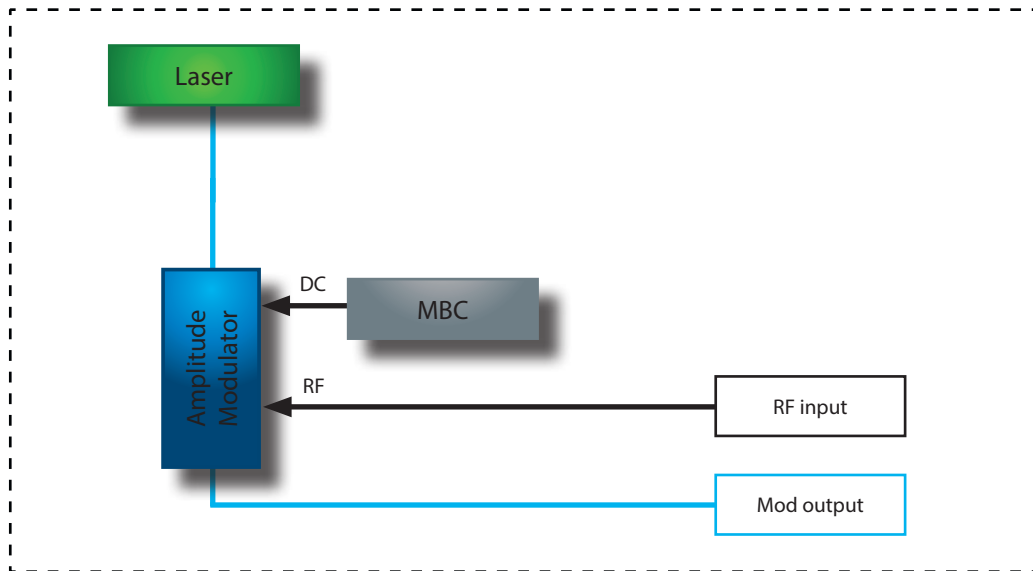 Laser
DC
MBC
Amplitude
Modulator
RF
RF input
Mod output